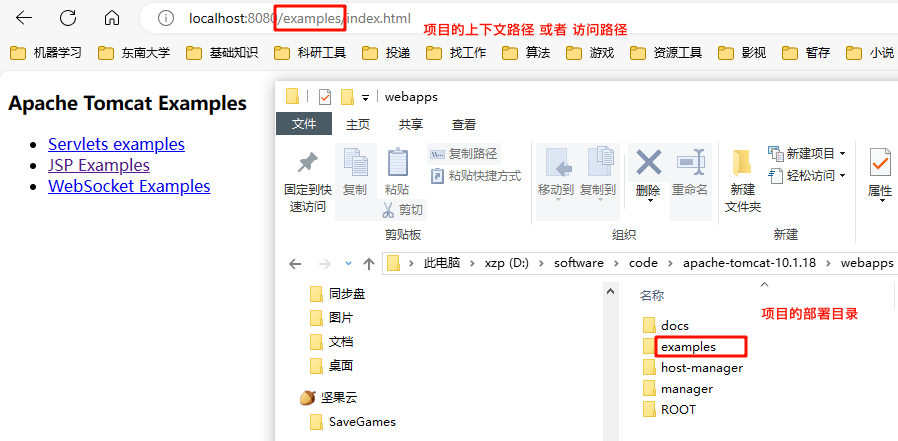 localhost:8080/examples/index.html
项目的上下文路径 或者 访问路径
机器学习 东南大学 基础知识 科研工具 投递 找工作 算法 游戏 资源工具 影视 暂存 小说
Apache Tomcat Examples
Servlets examples
JSP Examples
WebSocket Examples
webapps
文件 主页 共享 查看
固定到快速访问
复制
粘贴
复制路径
粘贴快捷方式
剪切
剪贴板
移动到
复制到
删除
重命名
组织
新建
文件夹
新建项目
轻松访问
新建
属性
此电脑 xzp (D:) software code apache-tomcat-10.1.18 webapps
同步盘
图片
文档
桌面
坚果云
SaveGames
名称
项目的部署目录
docs
examples
host-manager
manager
ROOT